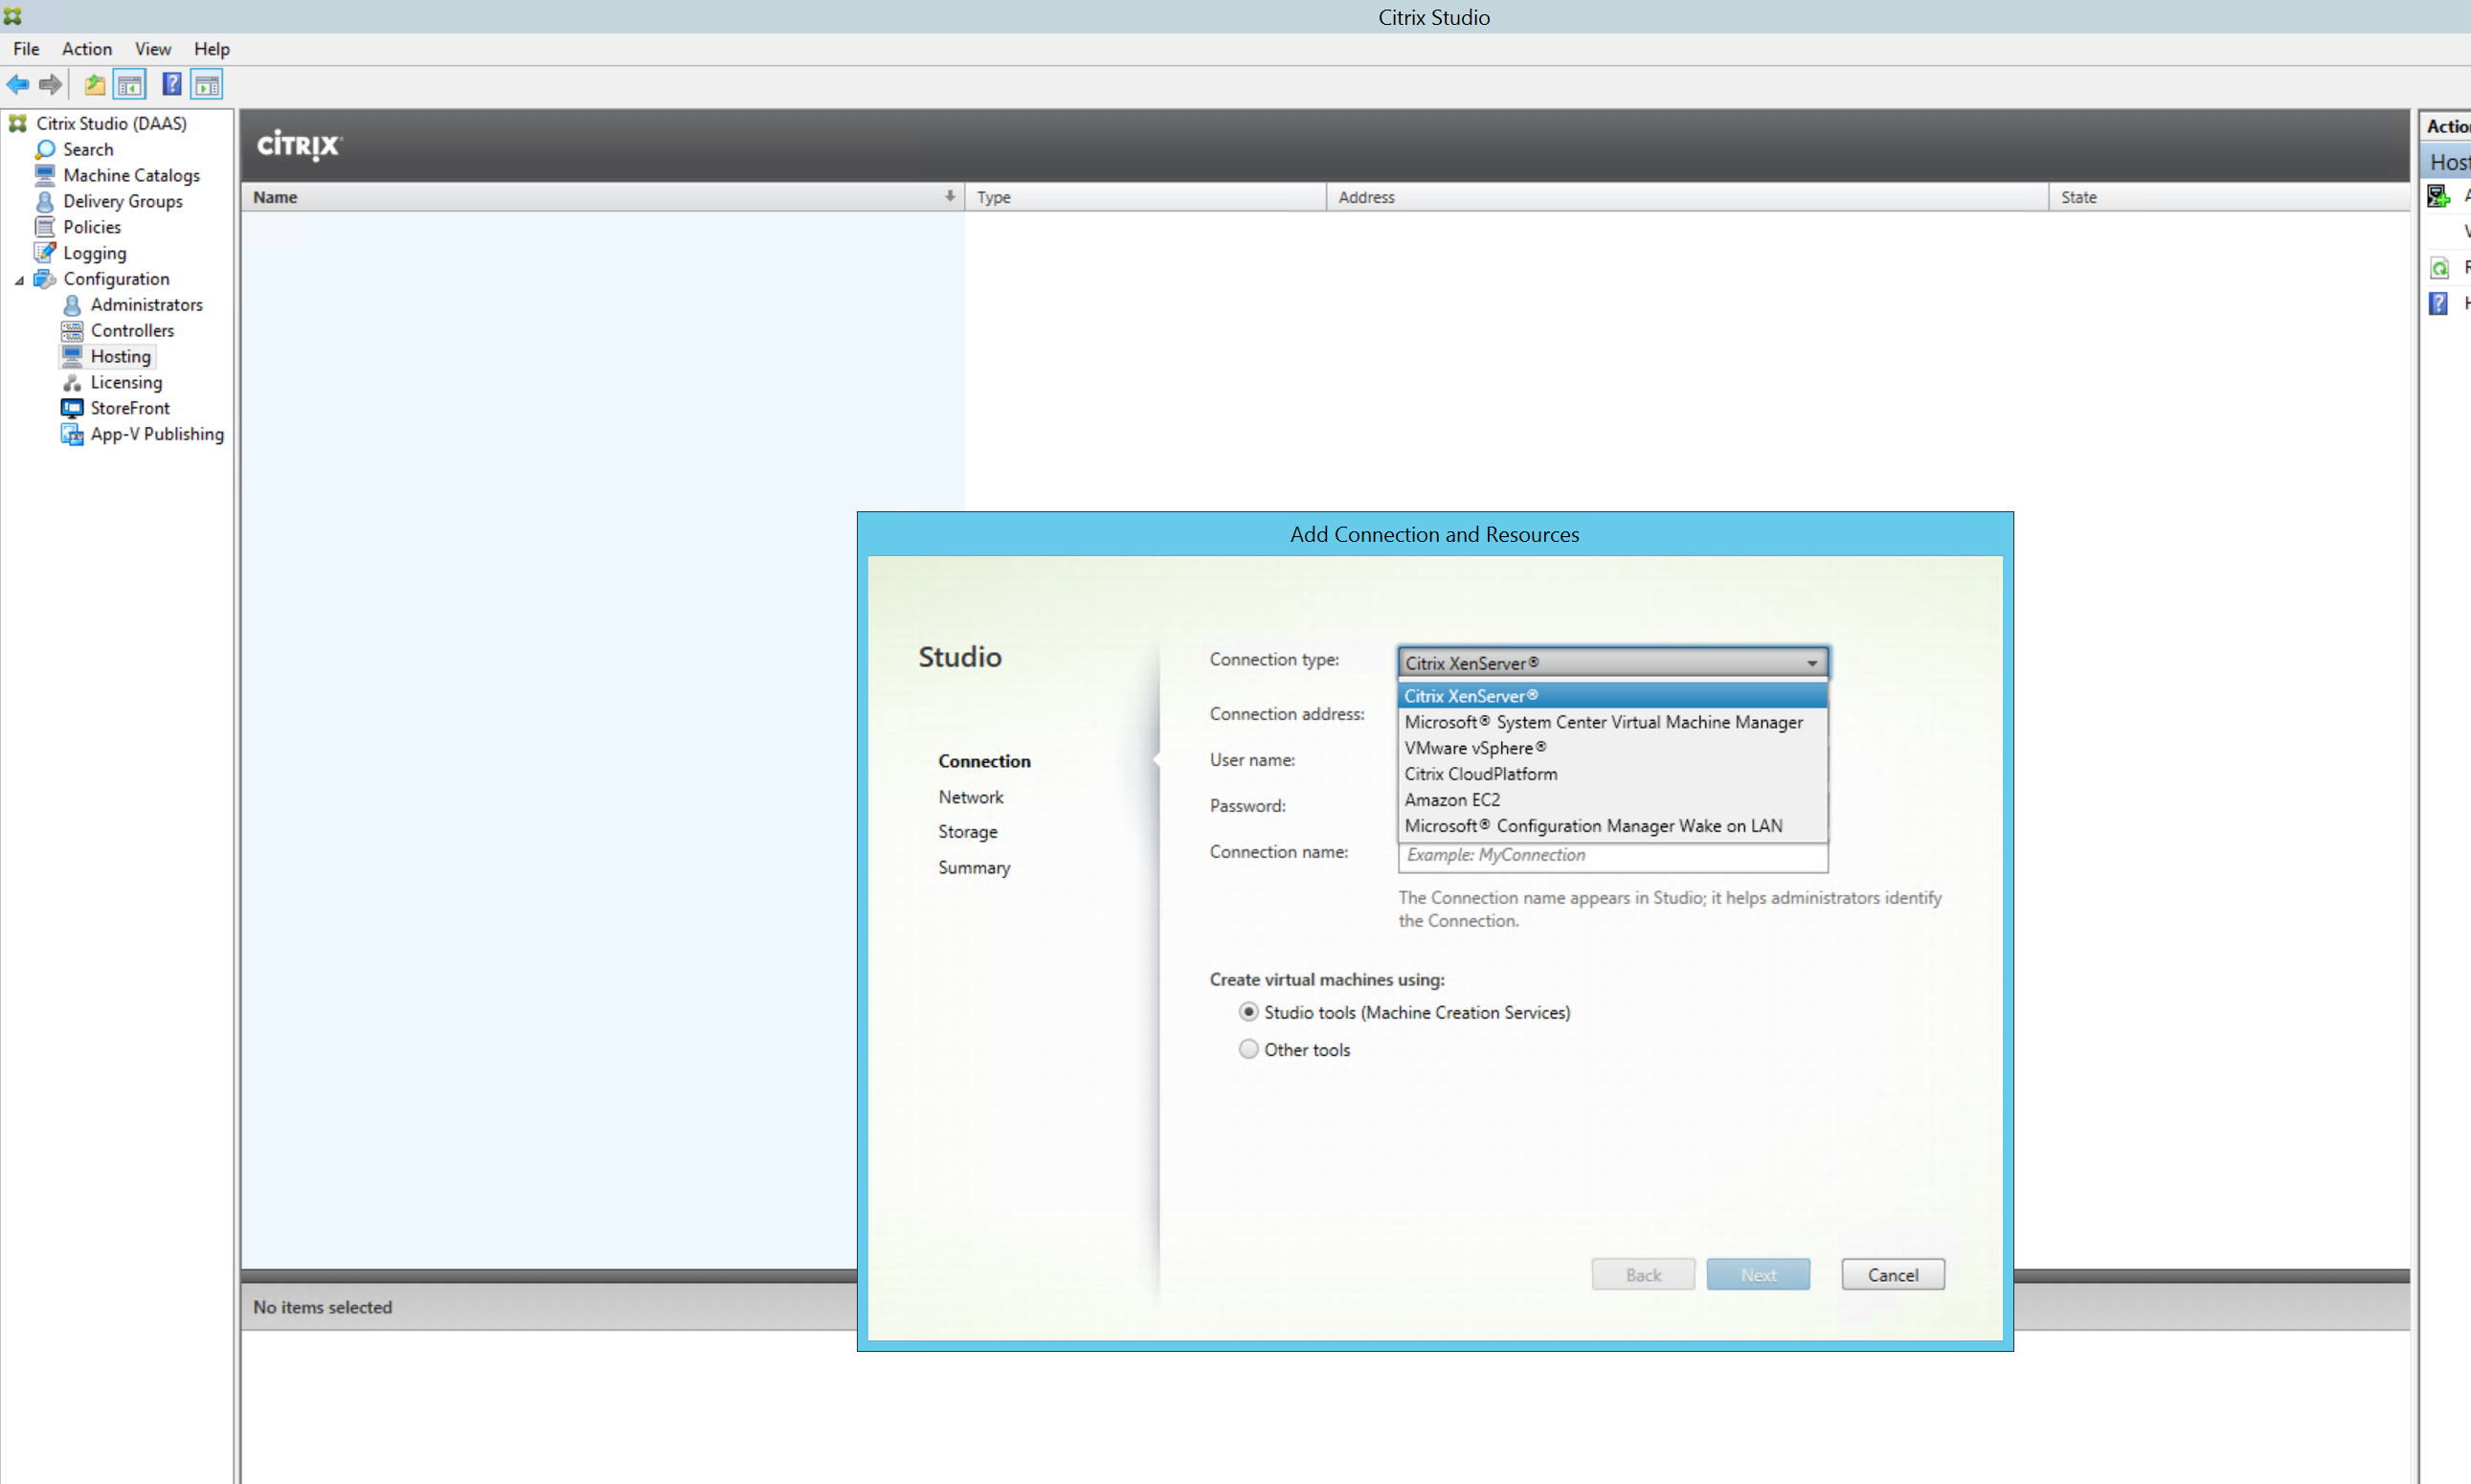 Citrix Studio
File Action View Help
Citrix Studio (DAAS)
Search
Machine Catalogs
Delivery Groups
Policies
Logging
Configuration
Administrators
Controllers
Hosting
Licensing
StoreFront
App-V Publishing
CITRIX
Name Type Address State
No items selected
Add Connection and Resources
Studio
Connection
Network
Storage
Summary
Connection type: Citrix XenServer®
Citrix XenServer®
Microsoft® System Center Virtual Machine Manager
VMware vSphere®
Citrix CloudPlatform
Amazon EC2
Microsoft® Configuration Manager Wake on LAN
Connection address:
User name:
Password:
Connection name: Example: MyConnection
The Connection name appears in Studio; it helps administrators identify
the Connection.
Create virtual machines using:
Studio tools (Machine Creation Services)
Other tools
Back Next Cancel
Actio
Host